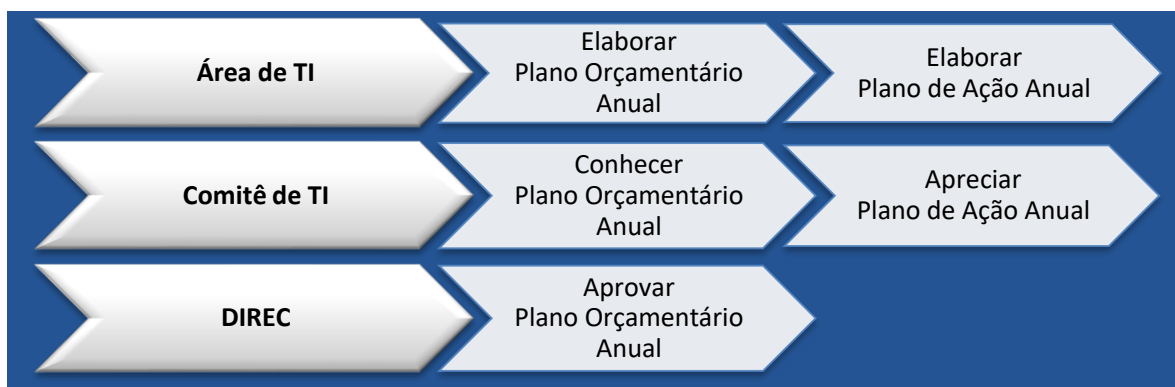 Área de TI
Elaborar
Plano Orçamentário
Anual
Elaborar
Plano de Ação Anual
Comitê de TI
Conhecer
Plano Orçamentário
Anual
Apreciar
Plano de Ação Anual
DIREC
Aprovar
Plano Orçamentário
Anual